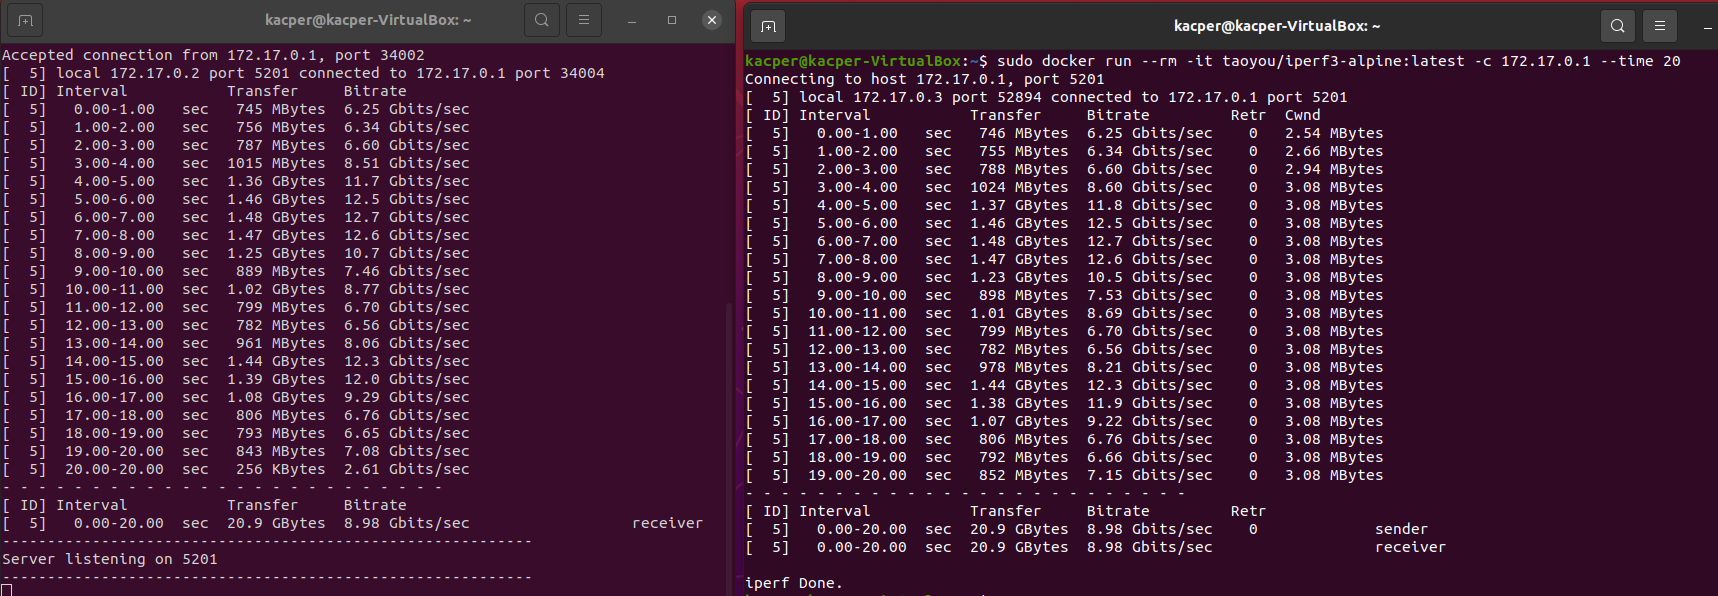 kacper@kacper-VirtualBox: ~
Accepted connection from 172.17.0.1, port 34002
[  5] local 172.17.0.2 port 5201 connected to 172.17.0.1 port 34004
[ ID] Interval           Transfer     Bitrate
[  5]   0.00-1.00   sec   745 MBytes  6.25 Gbits/sec
[  5]   1.00-2.00   sec   756 MBytes  6.34 Gbits/sec
[  5]   2.00-3.00   sec   787 MBytes  6.60 Gbits/sec
[  5]   3.00-4.00   sec  1015 MBytes  8.51 Gbits/sec
[  5]   4.00-5.00   sec  1.36 GBytes  11.7 Gbits/sec
[  5]   5.00-6.00   sec  1.46 GBytes  12.5 Gbits/sec
[  5]   6.00-7.00   sec  1.48 GBytes  12.7 Gbits/sec
[  5]   7.00-8.00   sec  1.47 GBytes  12.6 Gbits/sec
[  5]   8.00-9.00   sec  1.25 GBytes  10.7 Gbits/sec
[  5]   9.00-10.00  sec   889 MBytes  7.46 Gbits/sec
[  5]  10.00-11.00  sec  1.02 GBytes  8.77 Gbits/sec
[  5]  11.00-12.00  sec   799 MBytes  6.70 Gbits/sec
[  5]  12.00-13.00  sec   782 MBytes  6.56 Gbits/sec
[  5]  13.00-14.00  sec   961 MBytes  8.06 Gbits/sec
[  5]  14.00-15.00  sec  1.44 GBytes  12.3 Gbits/sec
[  5]  15.00-16.00  sec  1.39 GBytes  12.0 Gbits/sec
[  5]  16.00-17.00  sec  1.08 GBytes  9.29 Gbits/sec
[  5]  17.00-18.00  sec   806 MBytes  6.76 Gbits/sec
[  5]  18.00-19.00  sec   793 MBytes  6.65 Gbits/sec
[  5]  19.00-20.00  sec   843 MBytes  7.08 Gbits/sec
[  5]  20.00-20.00  sec   256 KBytes  2.61 Gbits/sec
- - - - - - - - - - - - - - - - - - - - - - - - -
[ ID] Interval           Transfer     Bitrate
[  5]   0.00-20.00  sec  20.9 GBytes  8.98 Gbits/sec                  receiver
-----------------------------------------------------------
Server listening on 5201
-----------------------------------------------------------
kacper@kacper-VirtualBox: ~
kacper@kacper-VirtualBox:~$ sudo docker run --rm -it taoyou/iperf3-alpine:latest -c 172.17.0.1 --time 20
Connecting to host 172.17.0.1, port 5201
[  5] local 172.17.0.3 port 52894 connected to 172.17.0.1 port 5201
[ ID] Interval           Transfer     Bitrate         Retr  Cwnd
[  5]   0.00-1.00   sec   746 MBytes  6.25 Gbits/sec    0   2.54 MBytes
[  5]   1.00-2.00   sec   755 MBytes  6.34 Gbits/sec    0   2.66 MBytes
[  5]   2.00-3.00   sec   788 MBytes  6.60 Gbits/sec    0   2.94 MBytes
[  5]   3.00-4.00   sec  1024 MBytes  8.60 Gbits/sec    0   3.08 MBytes
[  5]   4.00-5.00   sec  1.37 GBytes  11.8 Gbits/sec    0   3.08 MBytes
[  5]   5.00-6.00   sec  1.46 GBytes  12.5 Gbits/sec    0   3.08 MBytes
[  5]   6.00-7.00   sec  1.48 GBytes  12.7 Gbits/sec    0   3.08 MBytes
[  5]   7.00-8.00   sec  1.47 GBytes  12.6 Gbits/sec    0   3.08 MBytes
[  5]   8.00-9.00   sec  1.23 GBytes  10.5 Gbits/sec    0   3.08 MBytes
[  5]   9.00-10.00  sec   898 MBytes  7.53 Gbits/sec    0   3.08 MBytes
[  5]  10.00-11.00  sec  1.01 GBytes  8.69 Gbits/sec    0   3.08 MBytes
[  5]  11.00-12.00  sec   799 MBytes  6.70 Gbits/sec    0   3.08 MBytes
[  5]  12.00-13.00  sec   782 MBytes  6.56 Gbits/sec    0   3.08 MBytes
[  5]  13.00-14.00  sec   978 MBytes  8.21 Gbits/sec    0   3.08 MBytes
[  5]  14.00-15.00  sec  1.44 GBytes  12.3 Gbits/sec    0   3.08 MBytes
[  5]  15.00-16.00  sec  1.38 GBytes  11.9 Gbits/sec    0   3.08 MBytes
[  5]  16.00-17.00  sec  1.07 GBytes  9.22 Gbits/sec    0   3.08 MBytes
[  5]  17.00-18.00  sec   806 MBytes  6.76 Gbits/sec    0   3.08 MBytes
[  5]  18.00-19.00  sec   792 MBytes  6.66 Gbits/sec    0   3.08 MBytes
[  5]  19.00-20.00  sec   852 MBytes  7.15 Gbits/sec    0   3.08 MBytes
- - - - - - - - - - - - - - - - - - - - - - - - -
[ ID] Interval           Transfer     Bitrate         Retr
[  5]   0.00-20.00  sec  20.9 GBytes  8.98 Gbits/sec    0             sender
[  5]   0.00-20.00  sec  20.9 GBytes  8.98 Gbits/sec                  receiver
iperf Done.